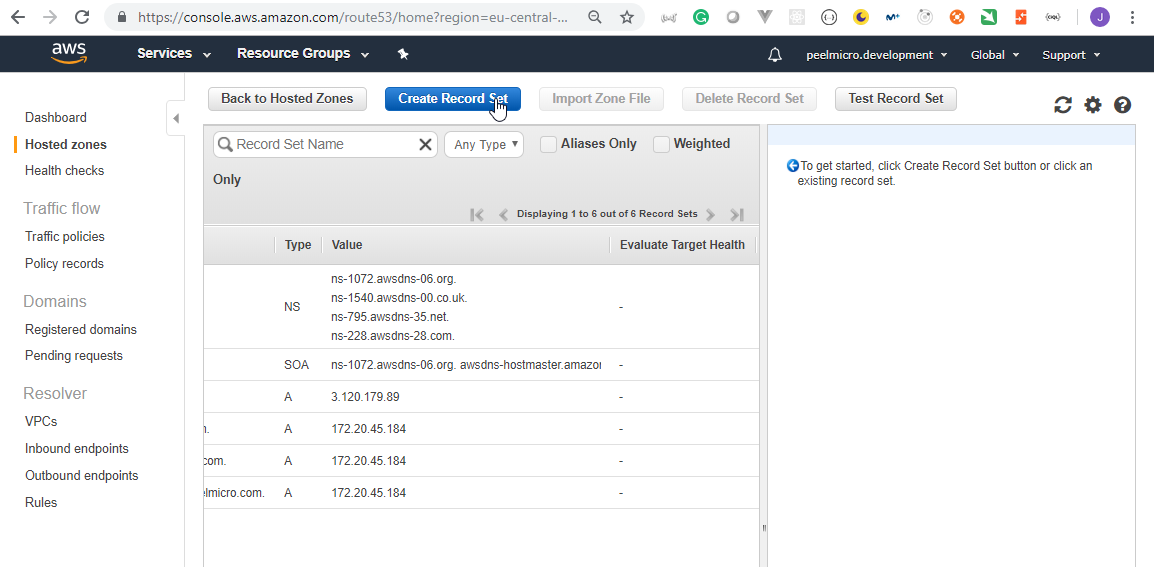 https://console.aws.amazon.com/route53/home?region=eu-central-...
J
aws
Services
Resource Groups
peelmicro.development
Global
Support
Back to Hosted Zones
Create Record Set
Import Zone File
Delete Record Set
Test Record Set
Dashboard
Hosted zones
Health checks
Traffic flow
Traffic policies
Policy records
Domains
Registered domains
Pending requests
Resolver
VPCs
Inbound endpoints
Outbound endpoints
Rules
Record Set Name
Any Type
Aliases Only
Weighted
Only
Displaying 1 to 6 out of 6 Record Sets
Type Value Evaluate Target Health
NS
ns-1072.awsdns-06.org.
ns-1540.awsdns-00.co.uk.
ns-795.awsdns-35.net.
ns-228.awsdns-28.com.
-
SOA ns-1072.awsdns-06.org. awsdns-hostmaster.amazon -
A 3.120.179.89 -
A 172.20.45.184 -
com. A 172.20.45.184 -
elmicro.com. A 172.20.45.184 -
To get started, click Create Record Set button or click an
existing record set.